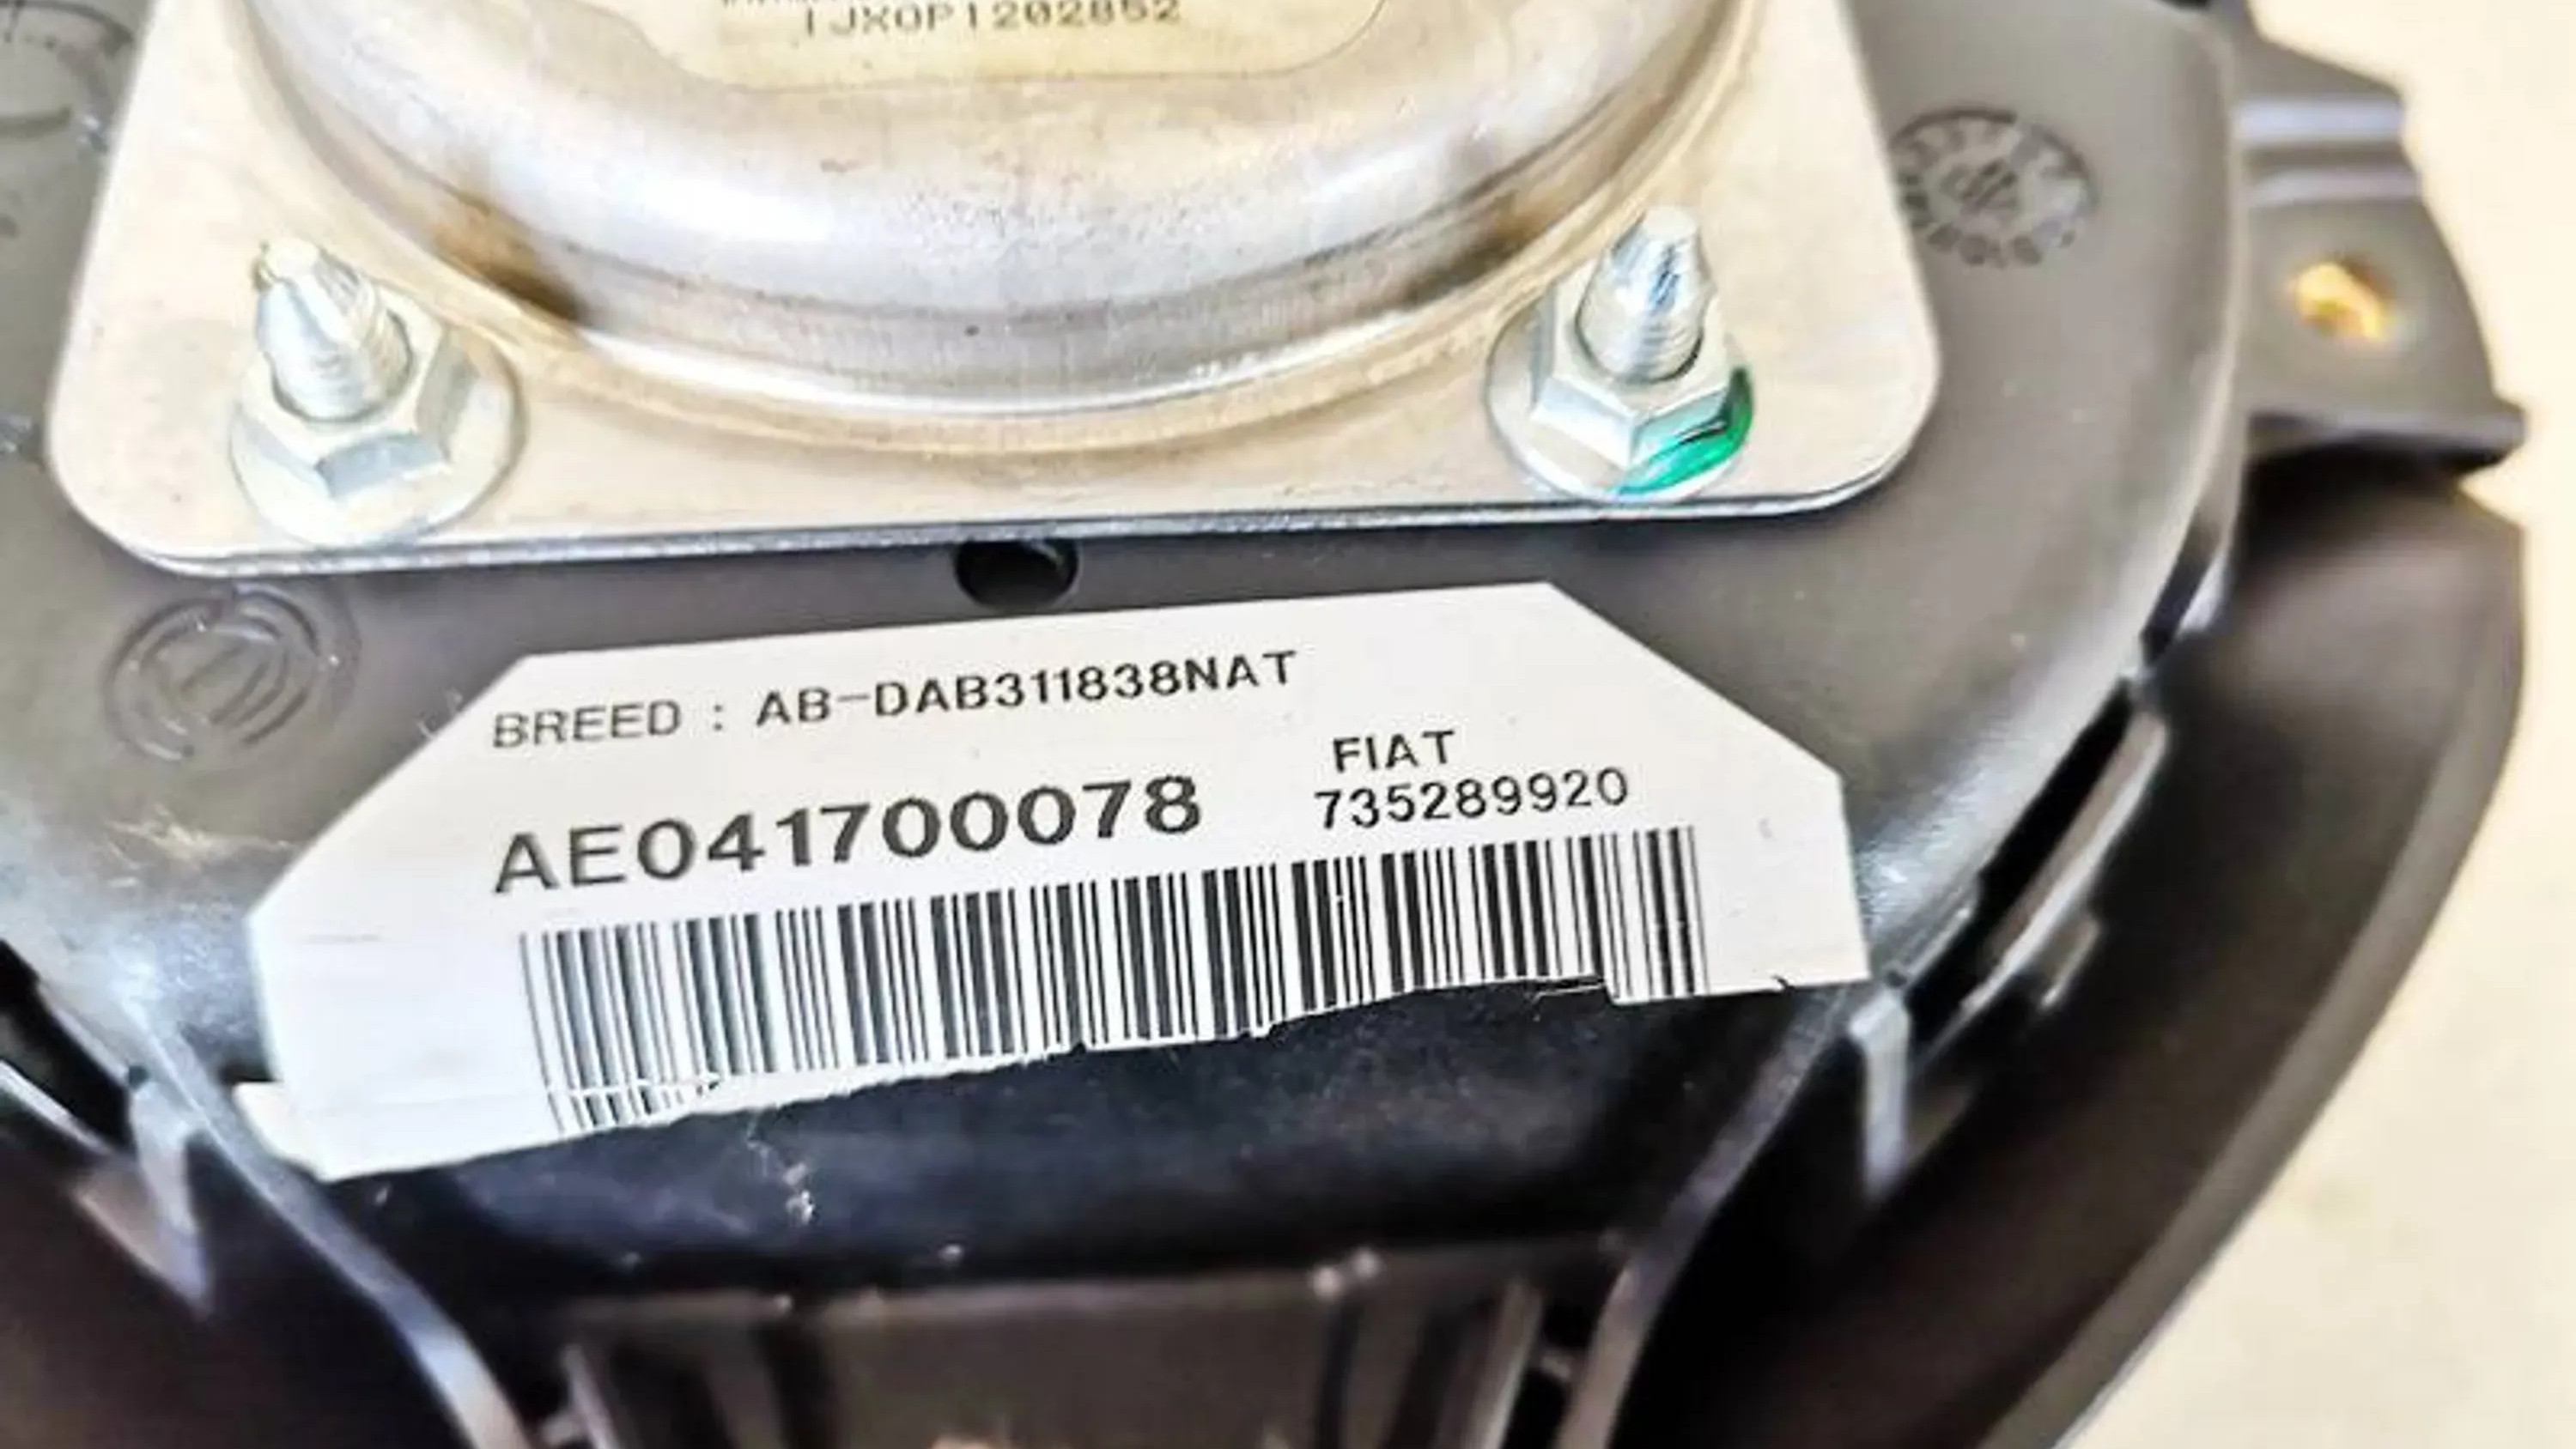 1JX0P1202852
BREED : AB-DAB311838NAT
FIAT
AE041700078
735289920